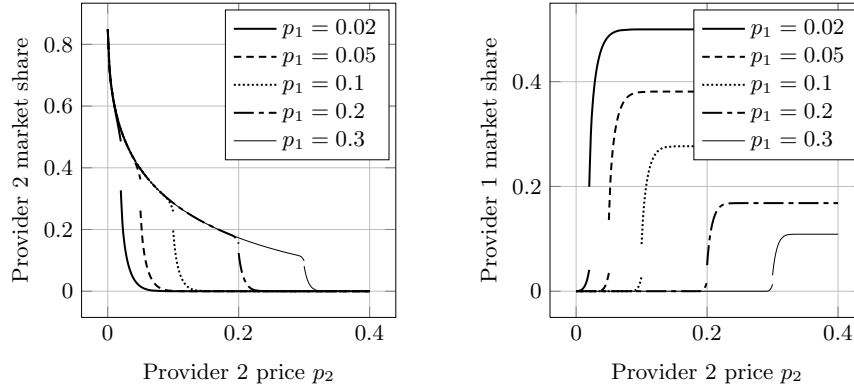 Provider 2 market share
0.8
0.6
0.4
0.2
0
0
0.2
0.4
Provider 2 price p₂
p₁ = 0.02
p₁ = 0.05
p₁ = 0.1
p₁ = 0.2
p₁ = 0.3
Provider 1 market share
0.4
0.2
0
0
0.2
0.4
Provider 2 price p₂
p₁ = 0.02
p₁ = 0.05
p₁ = 0.1
p₁ = 0.2
p₁ = 0.3